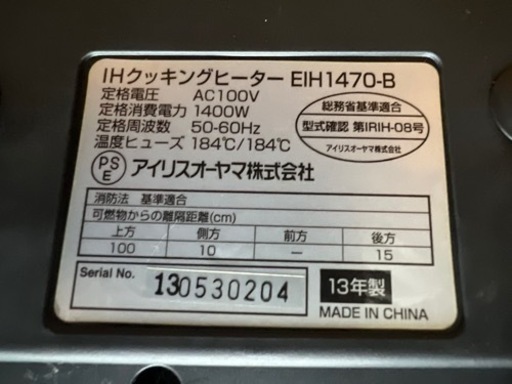 IHクッキングヒーター EIH1470-B
定格電圧 AC100V
定格消費電力 1400W
定格周波数 50-60Hz
温度ヒューズ 184℃/184℃
総務省基準適合
型式確認 第IRIH-08号
アイリスオーヤマ株式会社
PS
E
アイリスオーヤマ株式会社
消防法 基準適合
可燃物からの離隔距離(cm)
上方 側方 前方 後方
100 10 - 15
Serial No. 130530204
13年製
MADE IN CHINA